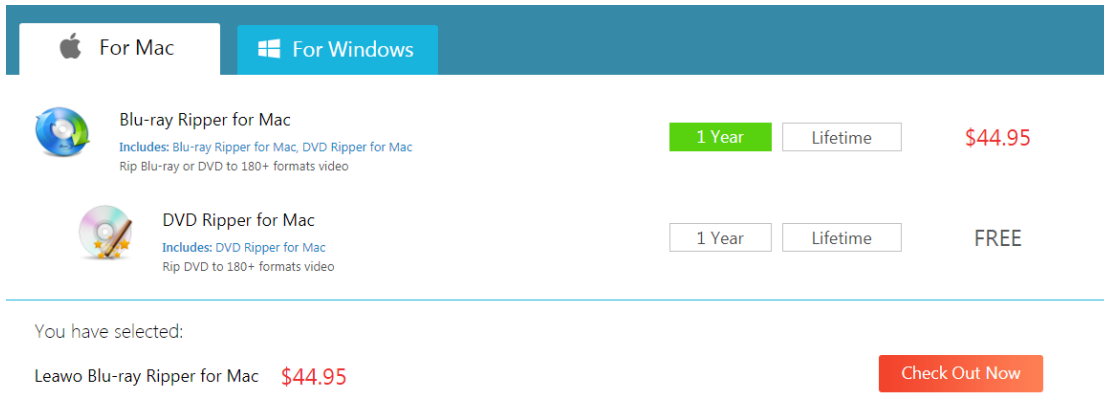 For Mac
For Windows
Blu-ray Ripper for Mac
Includes: Blu-ray Ripper for Mac, DVD Ripper for Mac
Rip Blu-ray or DVD to 180+ formats video
1 Year
Lifetime
$44.95
DVD Ripper for Mac
Includes: DVD Ripper for Mac
Rip DVD to 180+ formats video
1 Year
Lifetime
FREE
You have selected:
Leawo Blu-ray Ripper for Mac $44.95
Check Out Now